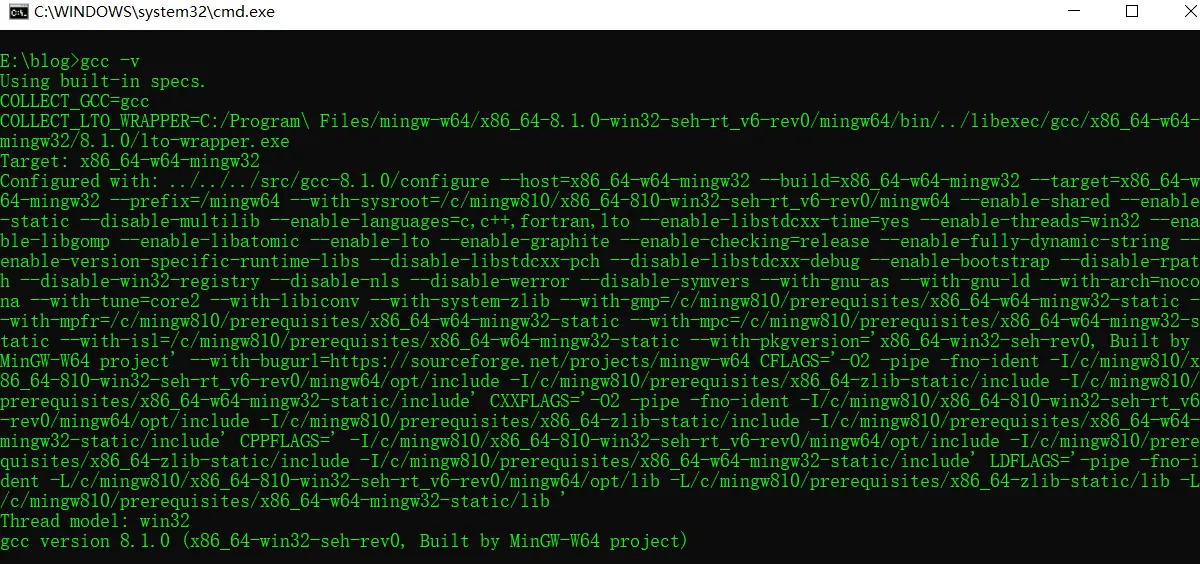 C:\WINDOWS\system32\cmd.exe
E:\blog>gcc -v
Using built-in specs.
COLLECT_GCC=gcc
COLLECT_LTO_WRAPPER=C:/Program\ Files/mingw-w64/x86_64-8.1.0-win32-seh-rt_v6-rev0/mingw64/bin/../libexec/gcc/x86_64-w64-
mingw32/8.1.0/lto-wrapper.exe
Target: x86_64-w64-mingw32
Configured with: ../../../src/gcc-8.1.0/configure --host=x86_64-w64-mingw32 --build=x86_64-w64-mingw32 --target=x86_64-w
64-mingw32 --prefix=/mingw64 --with-sysroot=/c/mingw810/x86_64-810-win32-seh-rt_v6-rev0/mingw64 --enable-shared --enable
-static --disable-multilib --enable-languages=c,c++,fortran,lto --enable-libstdcxx-time=yes --enable-threads=win32 --ena
ble-libgomp --enable-libatomic --enable-lto --enable-graphite --enable-checking=release --enable-fully-dynamic-string --
enable-version-specific-runtime-libs --disable-libstdcxx-pch --disable-libstdcxx-debug --enable-bootstrap --disable-rpat
h --disable-win32-registry --disable-nls --disable-werror --disable-symvers --with-gnu-as --with-gnu-ld --with-arch=noco
na --with-tune=core2 --with-libiconv --with-system-zlib --with-gmp=/c/mingw810/prerequisites/x86_64-w64-mingw32-static -
-with-mpfr=/c/mingw810/prerequisites/x86_64-w64-mingw32-static --with-mpc=/c/mingw810/prerequisites/x86_64-w64-mingw32-s
tatic --with-isl=/c/mingw810/prerequisites/x86_64-w64-mingw32-static --with-pkgversion='x86_64-win32-seh-rev0, Built by
MinGW-W64 project' --with-bugurl=https://sourceforge.net/projects/mingw-w64 CFLAGS='-O2 -pipe -fno-ident -I/c/mingw810/x
86_64-810-win32-seh-rt_v6-rev0/mingw64/opt/include -I/c/mingw810/prerequisites/x86_64-zlib-static/include -I/c/mingw810/
prerequisites/x86_64-w64-mingw32-static/include' CXXFLAGS='-O2 -pipe -fno-ident -I/c/mingw810/x86_64-810-win32-seh-rt_v6
-rev0/mingw64/opt/include -I/c/mingw810/prerequisites/x86_64-zlib-static/include -I/c/mingw810/prerequisites/x86_64-w64-
mingw32-static/include' CPPFLAGS=' -I/c/mingw810/x86_64-810-win32-seh-rt_v6-rev0/mingw64/opt/include -I/c/mingw810/prere
quisites/x86_64-zlib-static/include -I/c/mingw810/prerequisites/x86_64-w64-mingw32-static/include' LDFLAGS='-pipe -fno-i
dent -L/c/mingw810/x86_64-810-win32-seh-rt_v6-rev0/mingw64/opt/lib -L/c/mingw810/prerequisites/x86_64-zlib-static/lib -L
/c/mingw810/prerequisites/x86_64-w64-mingw32-static/lib '
Thread model: win32
gcc version 8.1.0 (x86_64-win32-seh-rev0, Built by MinGW-W64 project)